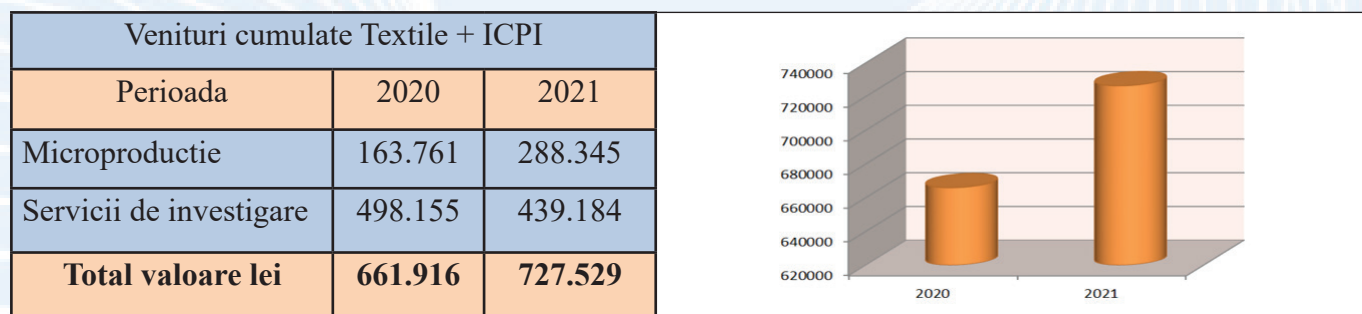 Venituri cumulate Textile + ICPI
Perioada 2020 2021
Microproductie 163.761 288.345
Servicii de investigare 498.155 439.184
Total valoare lei 661.916 727.529
740000
720000
700000
680000
660000
640000
620000
2020 2021